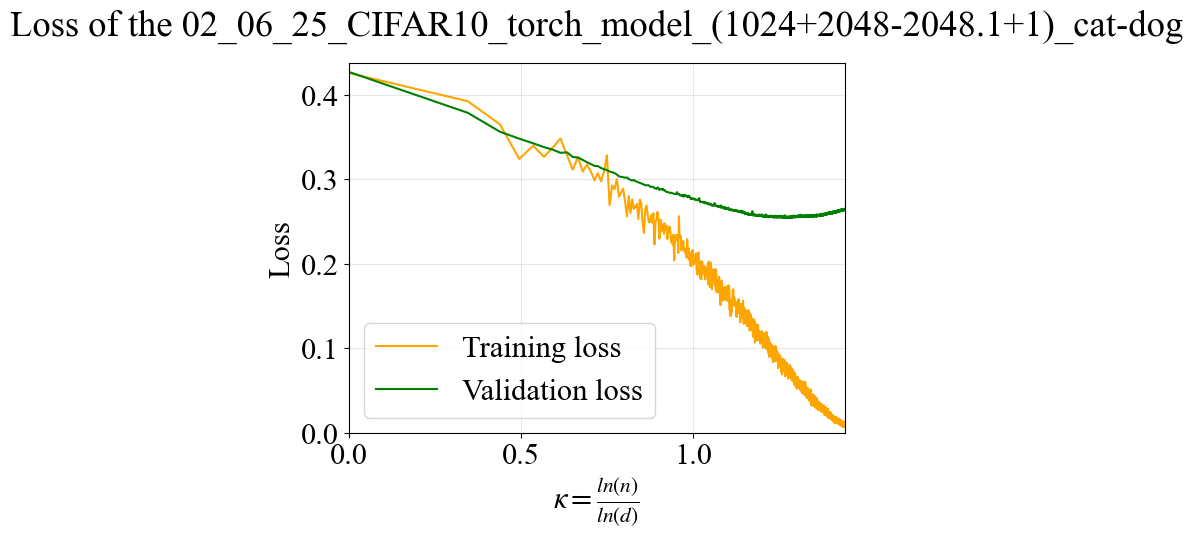 Loss of the 02_06_25_CIFAR10_torch_model_(1024+2048-2048.1+1)_cat-dog
0.4
0.3
0.2
0.1
0.0
Loss
Training loss
Validation loss
0.0 0.5 1.0
κ = ln(n)/ln(d)